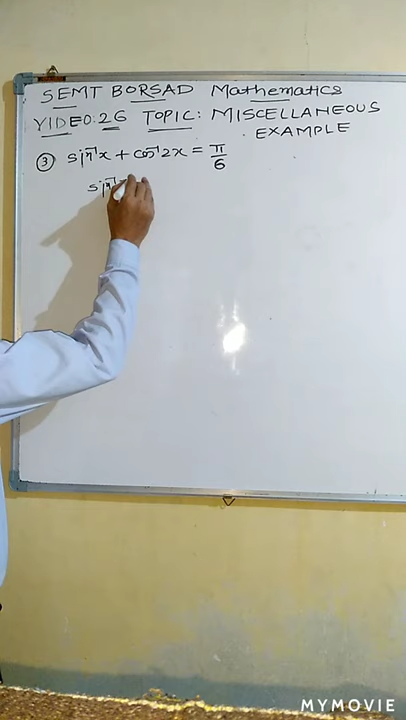 SEMT BORSAD Mathematics
VIDEO:26 TOPIC: MISCELLANEOUS
EXAMPLE
③ sin⁻¹x + cos⁻¹2x = π/6
sin⁻¹
MYMOVIE